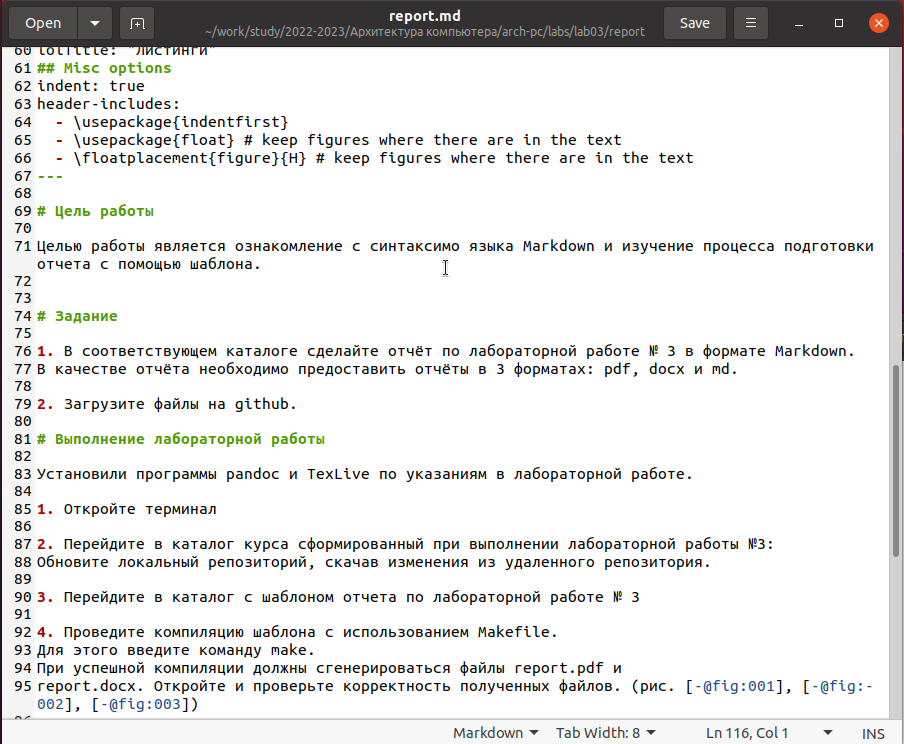 Open
report.md
~/work/study/2022-2023/Архитектура компьютера/arch-pc/labs/lab03/report
Save
60 lotTitle: "Листинги"
61 ## Misc options
62 indent: true
63 header-includes:
64   - \usepackage{indentfirst}
65   - \usepackage{float} # keep figures where there are in the text
66   - \floatplacement{figure}{H} # keep figures where there are in the text
67 ---
68
69 # Цель работы
70
71 Целью работы является ознакомление с синтаксимо языка Markdown и изучение процесса подготовки
отчета с помощью шаблона.
72
73
74 # Задание
75
76 1. В соответствующем каталоге сделайте отчёт по лабораторной работе № 3 в формате Markdown.
77 В качестве отчёта необходимо предоставить отчёты в 3 форматах: pdf, docx и md.
78
79 2. Загрузите файлы на github.
80
81 # Выполнение лабораторной работы
82
83 Установили программы pandoc и TexLive по указаниям в лабораторной работе.
84
85 1. Откройте терминал
86
87 2. Перейдите в каталог курса сформированный при выполнении лабораторной работы №3:
88 Обновите локальный репозиторий, скачав изменения из удаленного репозитория.
89
90 3. Перейдите в каталог с шаблоном отчета по лабораторной работе № 3
91
92 4. Проведите компиляцию шаблона с использованием Makefile.
93 Для этого введите команду make.
94 При успешной компиляции должны сгенерироваться файлы report.pdf и
95 report.docx. Откройте и проверьте корректность полученных файлов. (рис. [-@fig:001], [-@fig:-
002], [-@fig:003])
96
Markdown
Tab Width: 8
Ln 116, Col 1
INS